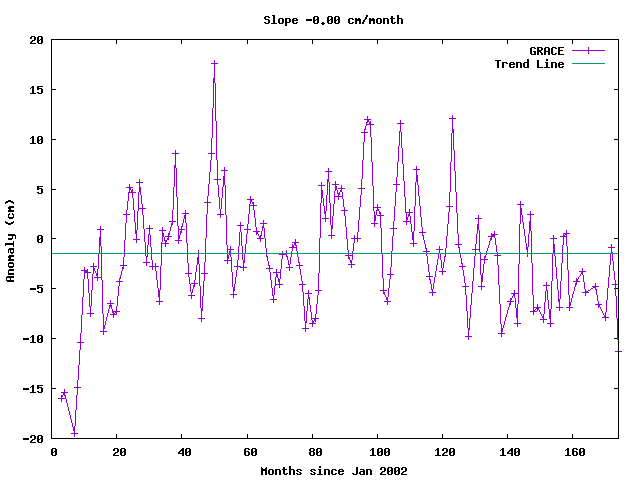 Slope -0.00 cm/month
20
15
10
5
0
-5
-10
-15
-20
Anomaly (cm)
GRACE
Trend Line
0 20 40 60 80 100 120 140 160
Months since Jan 2002